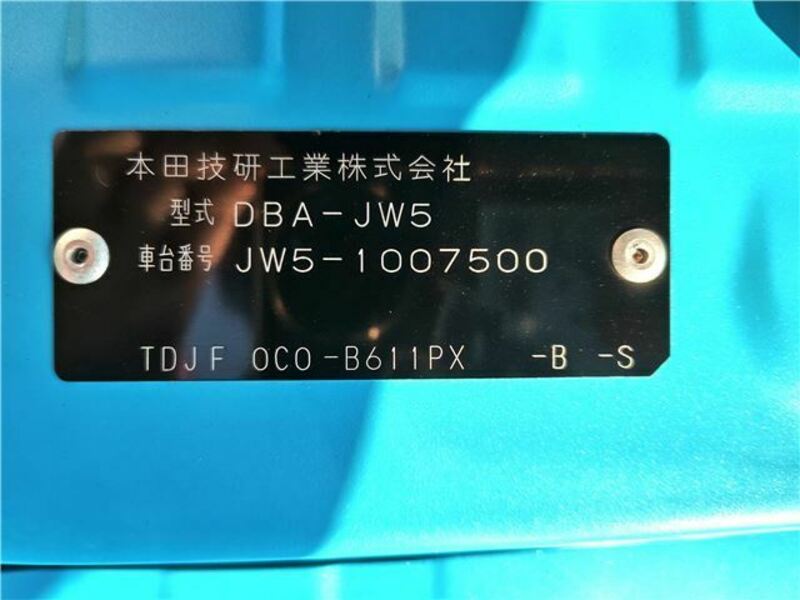 本田技研工業株式会社
型式 DBA-JW5
車台番号 JW5-1007500
TDJF 0C0-B611PX -B -S